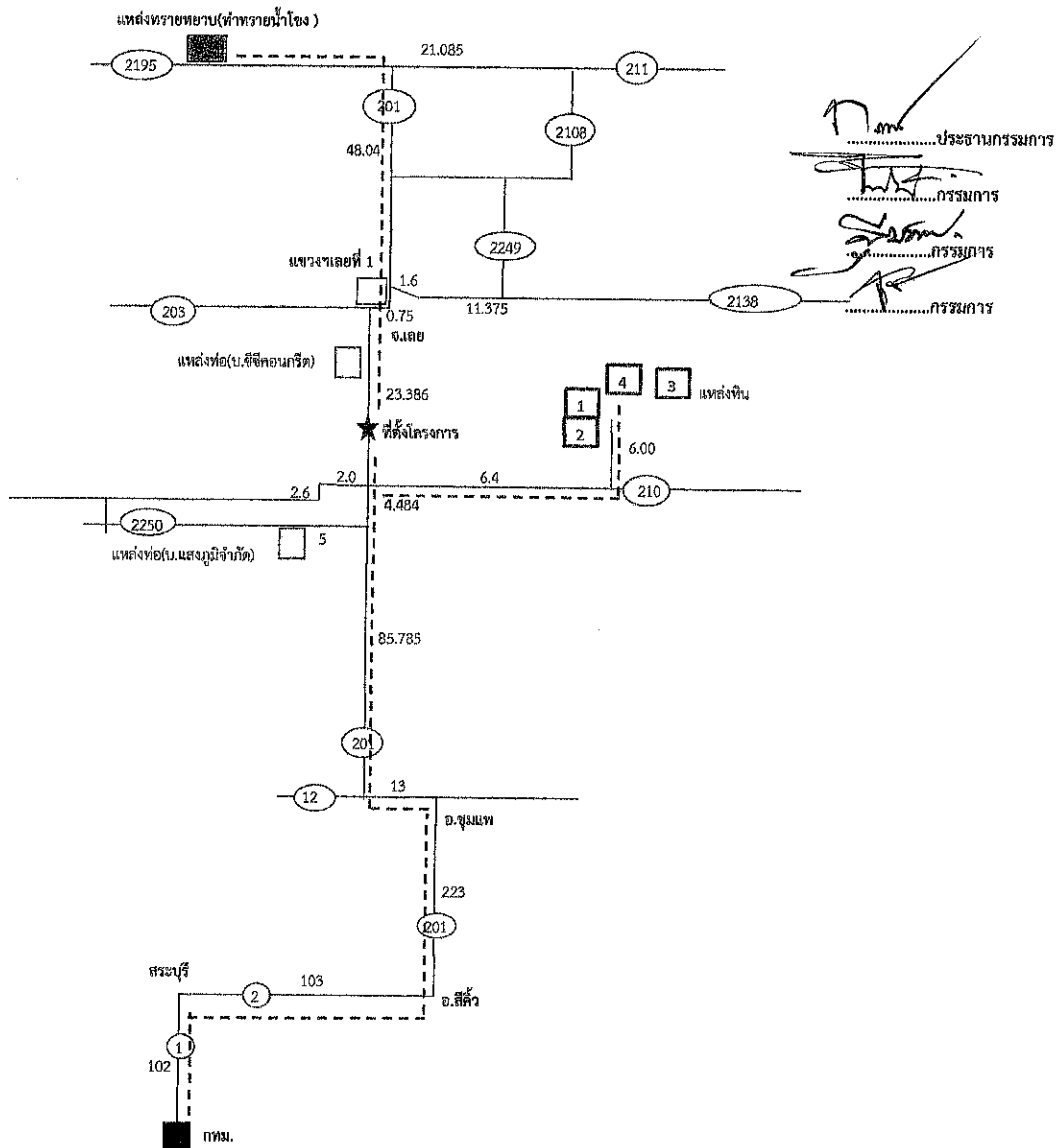 แหล่งทรายหยาบ(ท่าทรายน้ำโขง )
21.085
2195
211
201
2108
48.04
ประธานกรรมการ
กรรมการ
2249
กรรมการ
แขวงฯเลยที่ 1
1.6
2138
11.375
กรรมการ
203
0.75
จ.เลย
แหล่งท่อ(บ.ซีซีคอนกรีต)
23.386
4
3
แหล่งหิน
1
2
ที่ตั้งโครงการ
6.00
2.0
6.4
2.6
4.484
210
2250
5
แหล่งท่อ(บ.แสงภูมิจำกัด)
85.785
201
13
12
อ.ชุมแพ
223
201
สระบุรี
103
2
อ.สีคิ้ว
1
102
กทม.